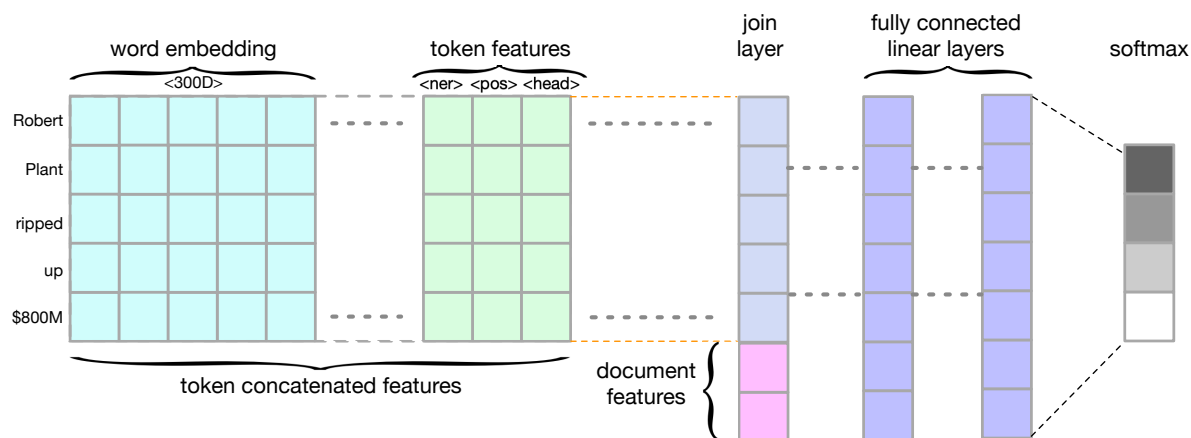 word embedding
token features
join
layer
fully connected
linear layers
softmax
<300D>
<ner> <pos> <head>
Robert
Plant
ripped
up
$800M
token concatenated features
document
features